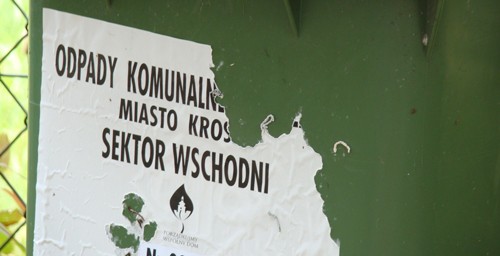 ODPADY KOMUNALN
MIASTO KROS
SEKTOR WSCHODNI